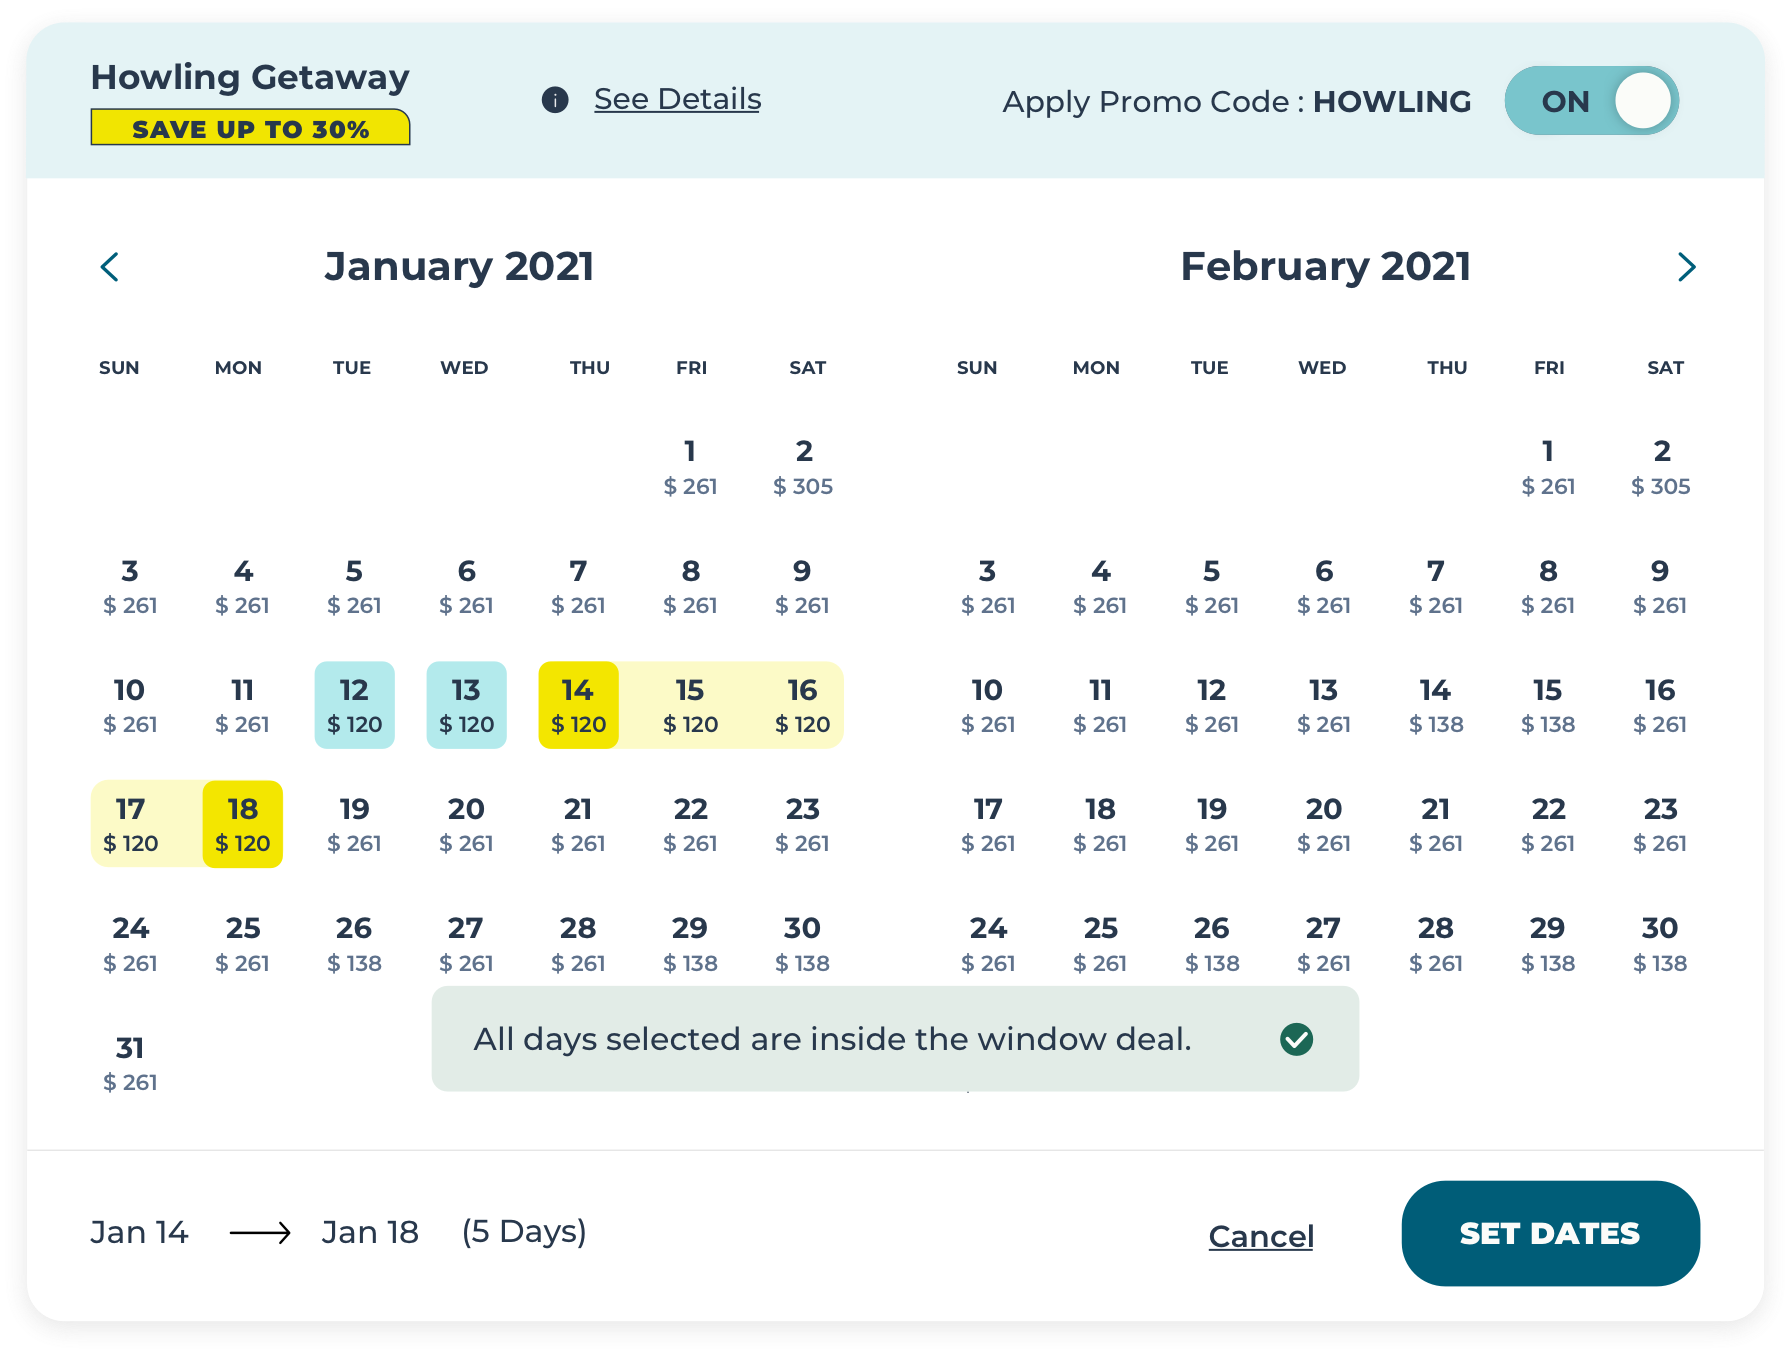 Howling Getaway
SAVE UP TO 30%
See Details
Apply Promo Code : HOWLING
ON
January 2021
SUN MON TUE WED THU FRI SAT
1 2
$ 261 $ 305
3 4 5 6 7 8 9
$ 261 $ 261 $ 261 $ 261 $ 261 $ 261 $ 261
10 11 12 13 14 15 16
$ 261 $ 261 $ 120 $ 120 $ 120 $ 120 $ 120
17 18 19 20 21 22 23
$ 120 $ 120 $ 261 $ 261 $ 261 $ 261 $ 261
24 25 26 27 28 29 30
$ 261 $ 261 $ 138 $ 261 $ 261 $ 138 $ 138
31
$ 261
February 2021
SUN MON TUE WED THU FRI SAT
1 2
$ 261 $ 305
3 4 5 6 7 8 9
$ 261 $ 261 $ 261 $ 261 $ 261 $ 261 $ 261
10 11 12 13 14 15 16
$ 261 $ 261 $ 261 $ 261 $ 138 $ 138 $ 261
17 18 19 20 21 22 23
$ 261 $ 261 $ 261 $ 261 $ 261 $ 261 $ 261
24 25 26 27 28 29 30
$ 261 $ 261 $ 138 $ 261 $ 261 $ 138 $ 138
All days selected are inside the window deal.
Jan 14 → Jan 18 (5 Days)
Cancel
SET DATES